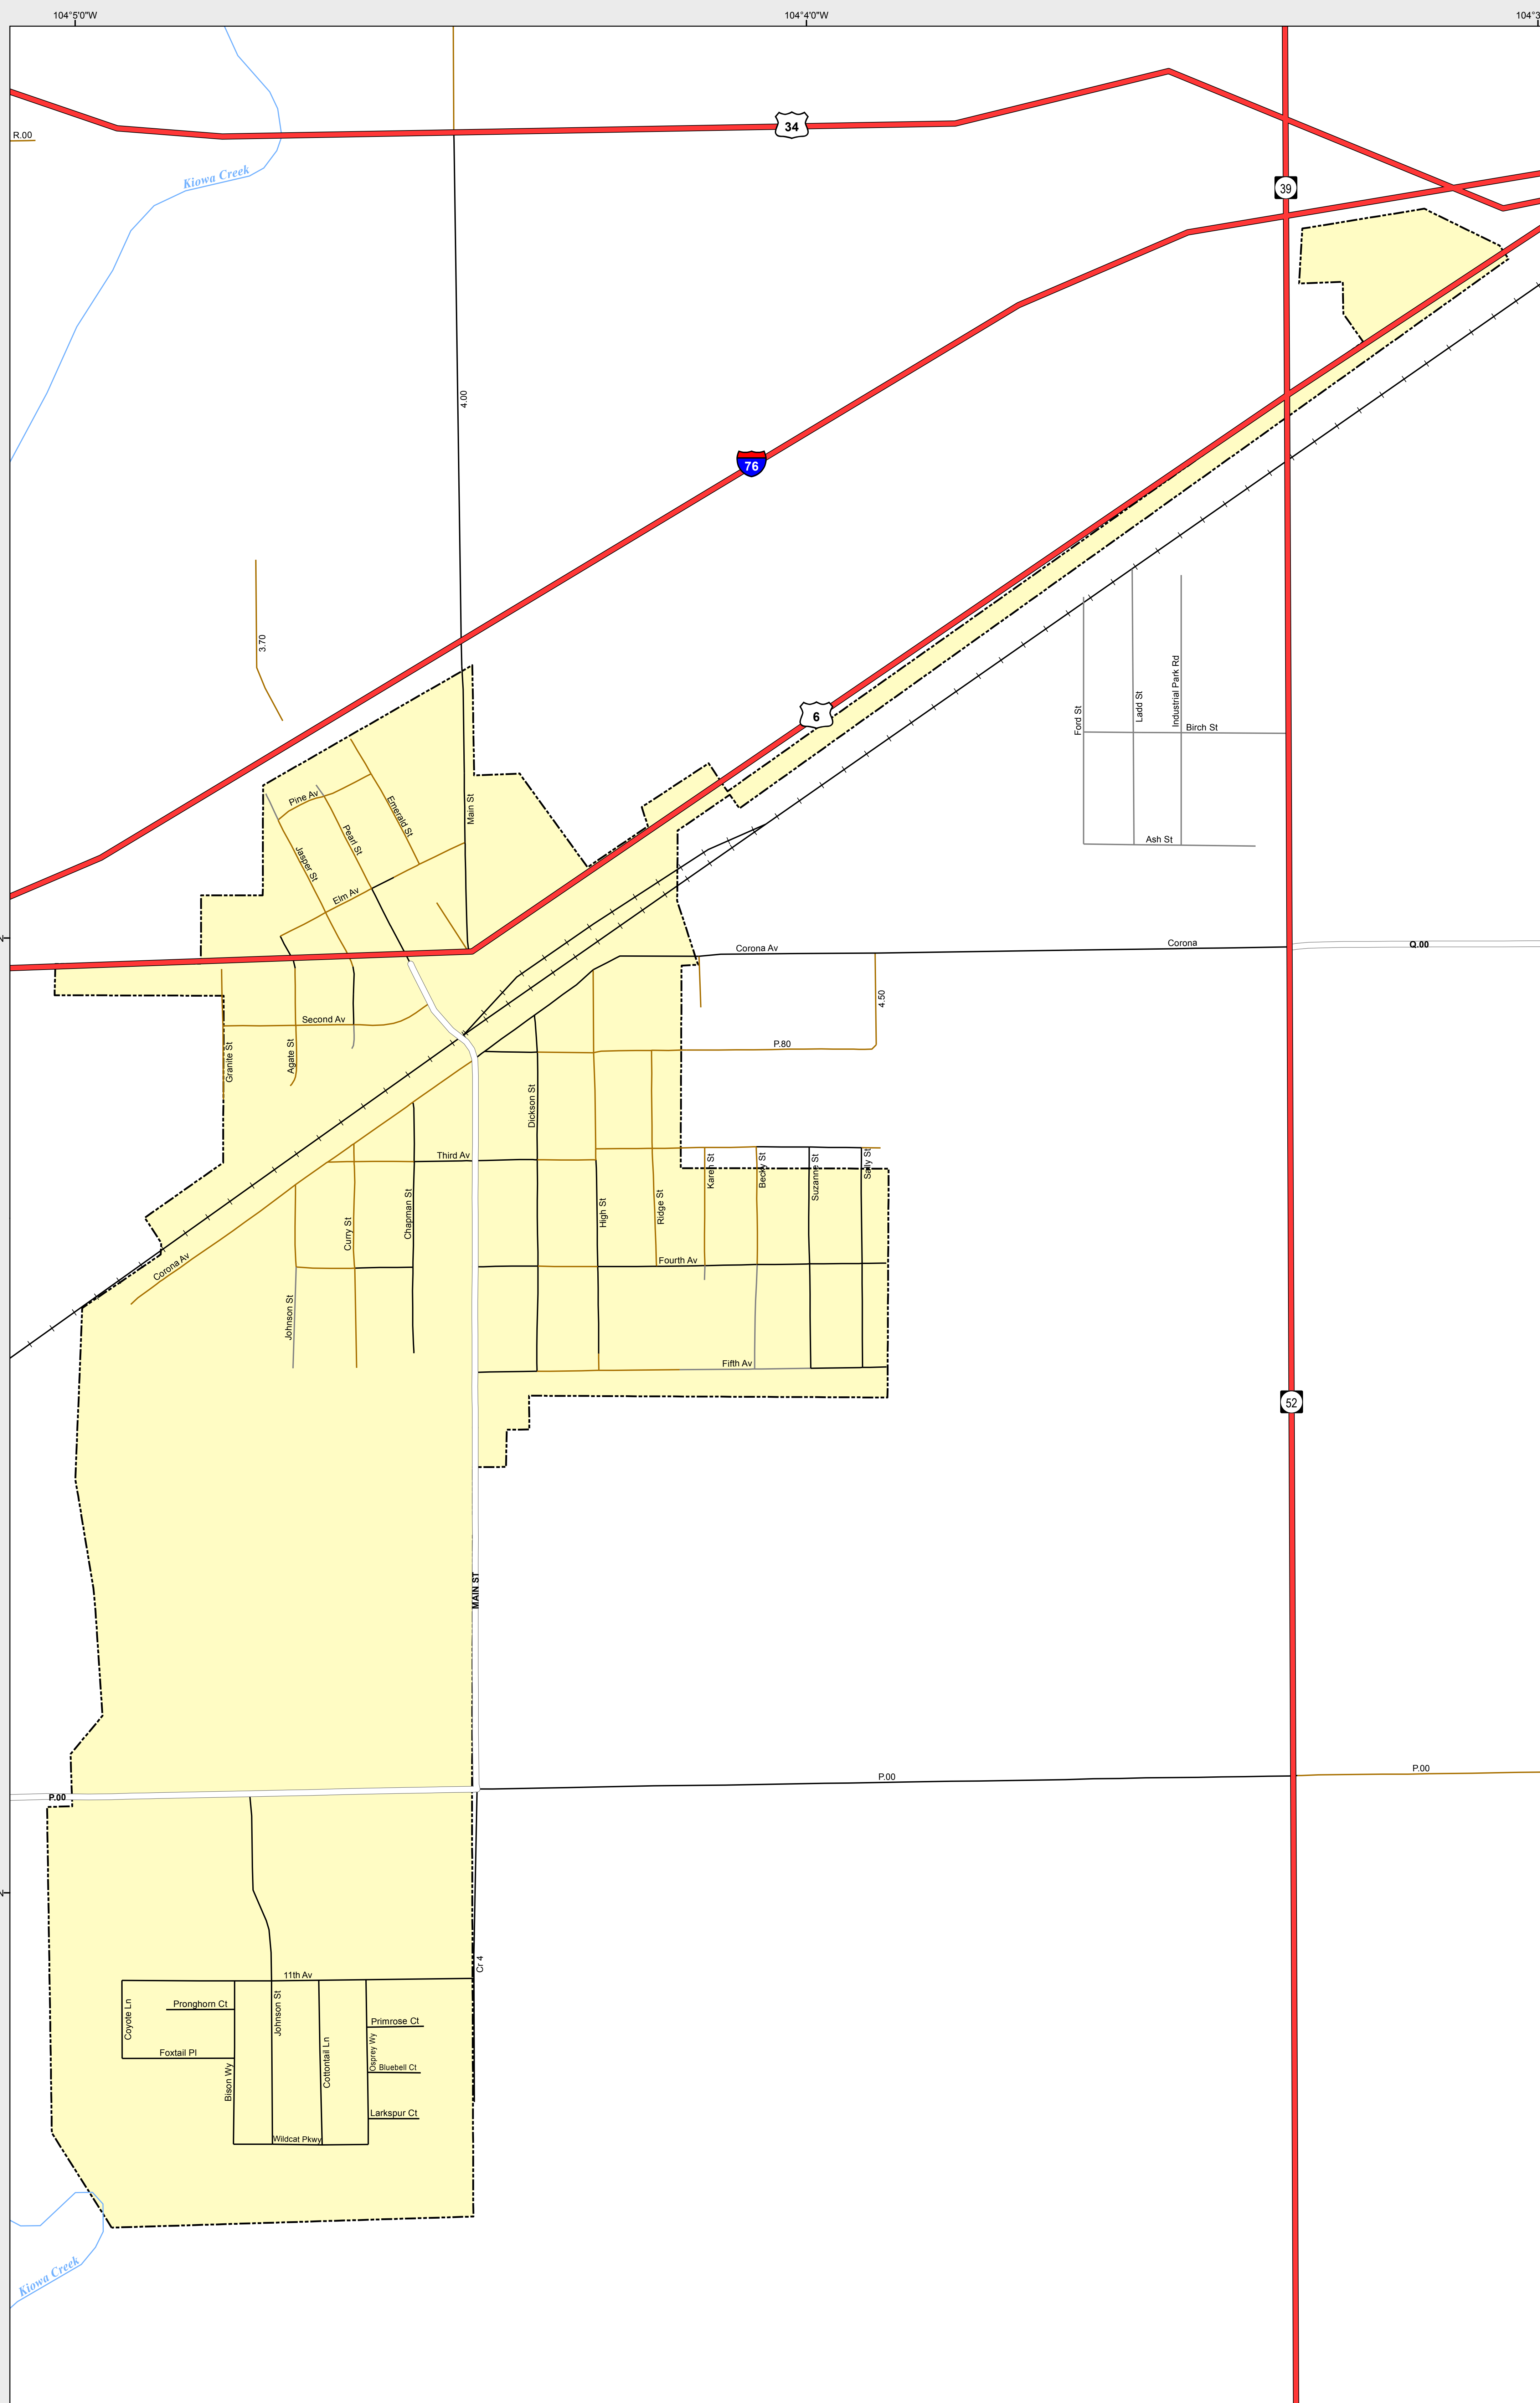 104°5'0"W
104°4'0"W
104°3
R.00
34
Kiowa Creek
39
4.00
76
3.70
6
Ford St
Ladd St
Industrial Park Rd
Birch St
Ash St
Pine Av
Emerald St
Main St
Pearl St
Jasper St
Elm Av
Corona Av
Corona
Q.00
4.50
Second Av
Granite St
Agate St
P.80
Dickson St
Third Av
Karen St
Becky St
Suzanne St
Sally St
Curry St
Chapman St
High St
Ridge St
Corona Av
Fourth Av
Johnson St
Fifth Av
52
MAIN ST
P.00
P.00
P.00
Cr 4
11th Av
Coyote Ln
Pronghorn Ct
Johnson St
Primrose Ct
Foxtail Pl
Cottontail Ln
Osprey Wy
Bison Wy
Bluebell Ct
Larkspur Ct
Wildcat Pkwy
Kiowa Creek